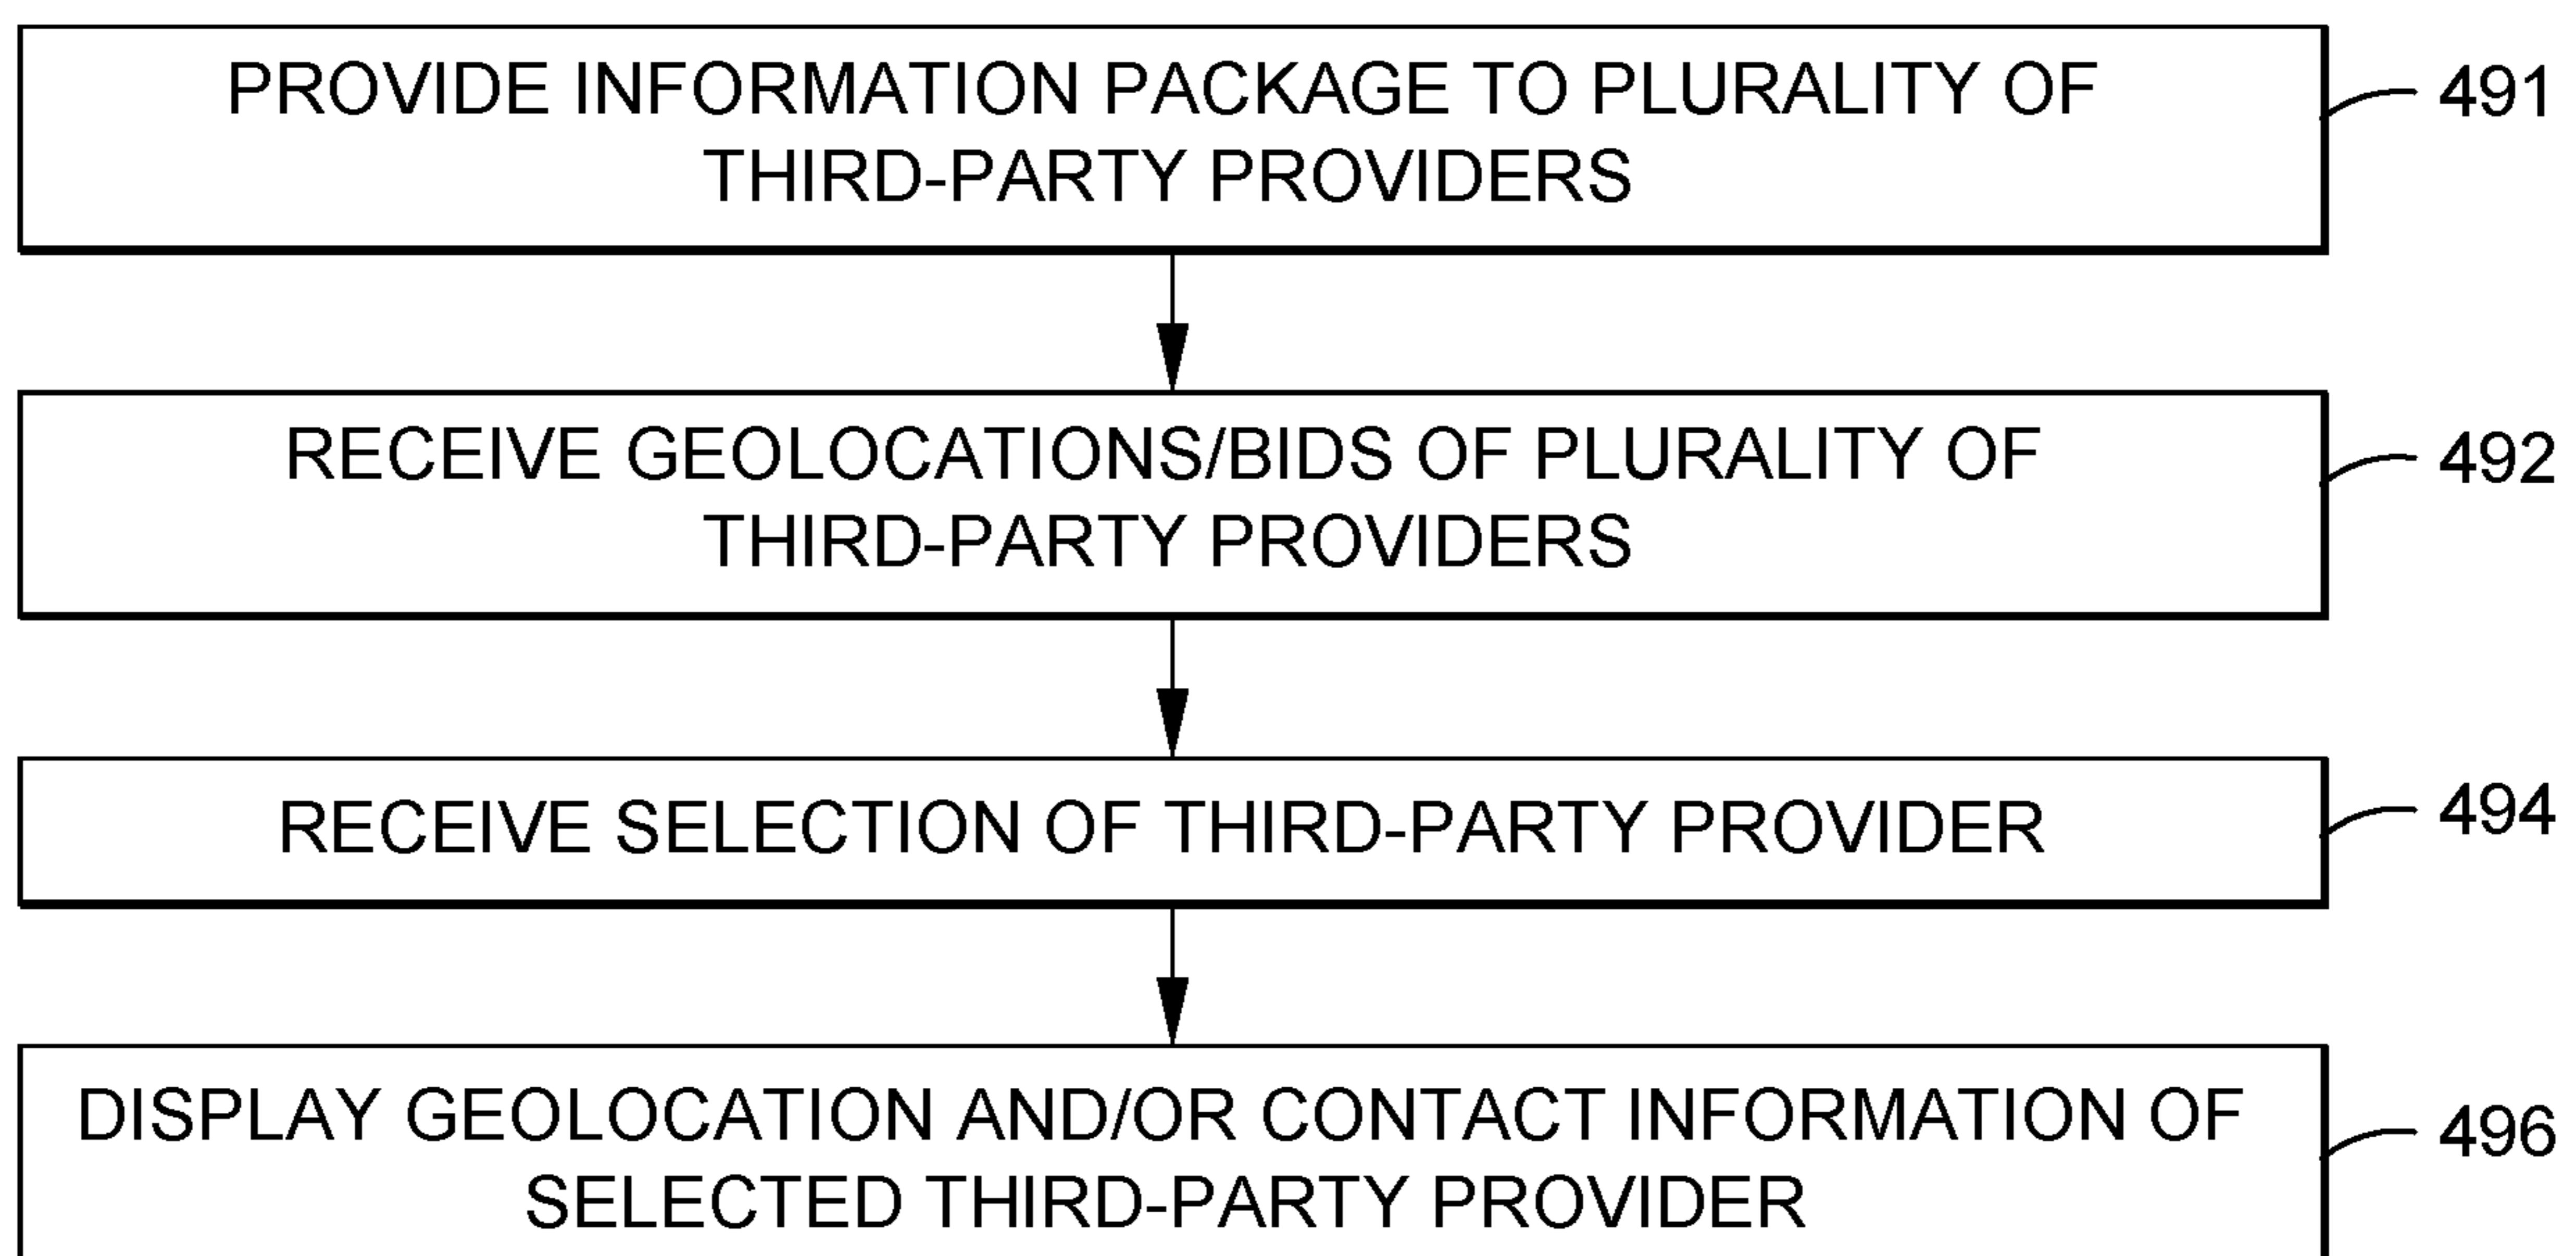 PROVIDE INFORMATION PACKAGE TO PLURALITY OF
THIRD-PARTY PROVIDERS
491
RECEIVE GEOLOCATIONS/BIDS OF PLURALITY OF
THIRD-PARTY PROVIDERS
492
RECEIVE SELECTION OF THIRD-PARTY PROVIDER
494
DISPLAY GEOLOCATION AND/OR CONTACT INFORMATION OF
SELECTED THIRD-PARTY PROVIDER
496